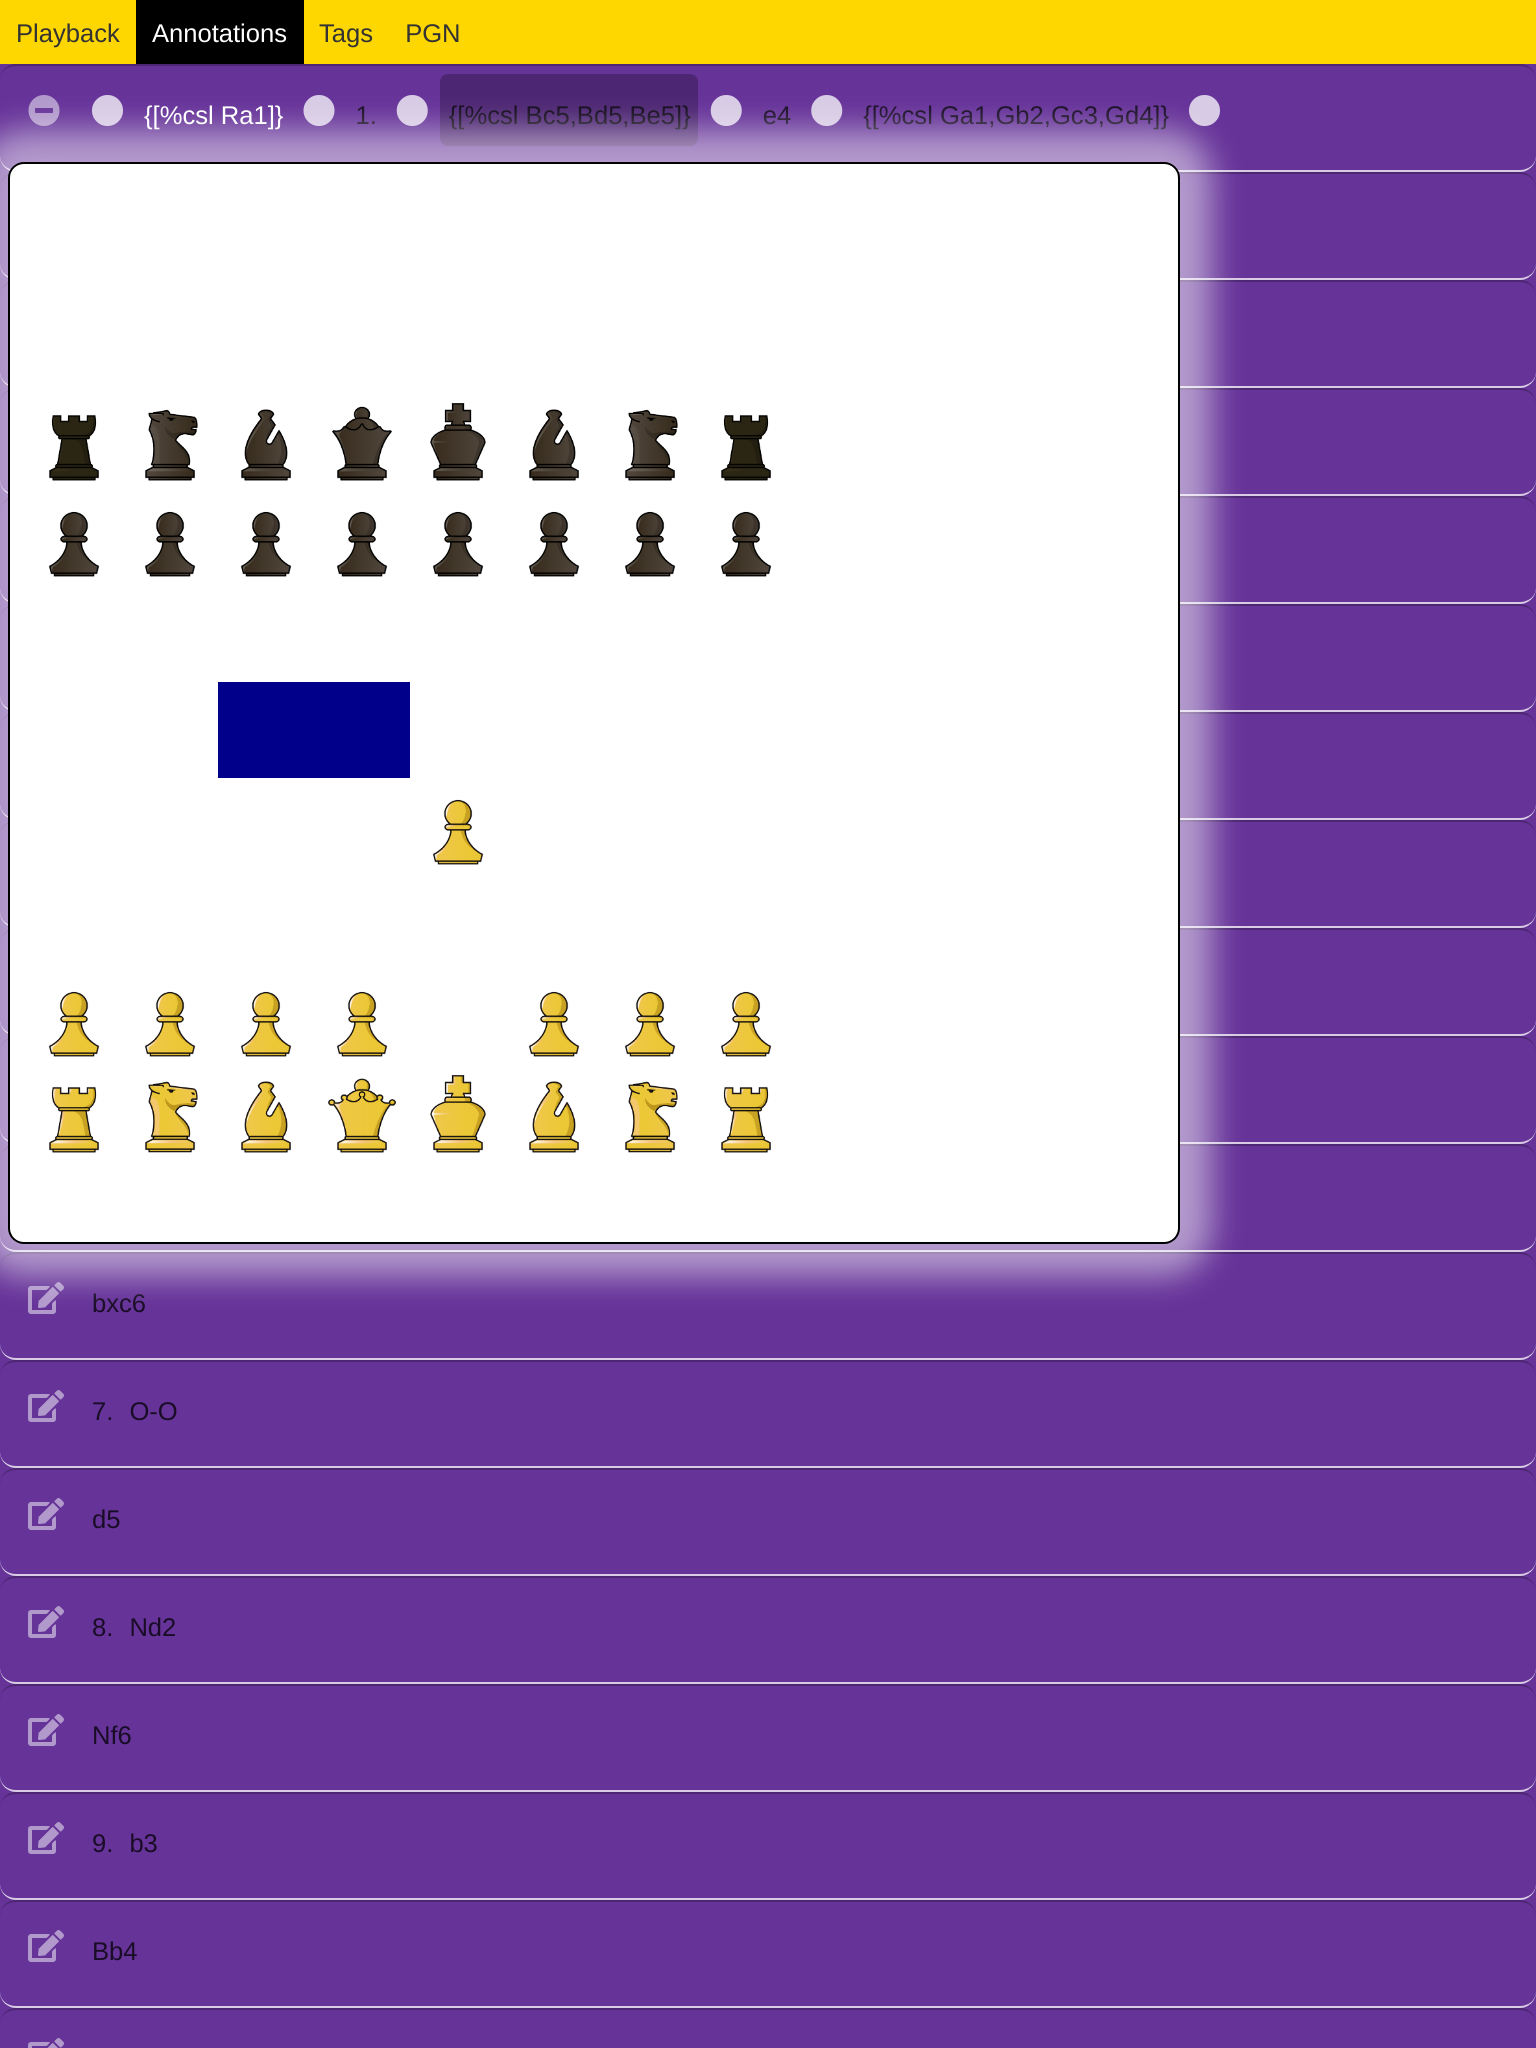 Playback Annotations Tags PGN
{[%csl Ra1]} 1. {[%csl Bc5,Bd5,Be5]} e4 {[%csl Ga1,Gb2,Gc3,Gd4]}
bxc6
7. O-O
d5
8. Nd2
Nf6
9. b3
Bb4